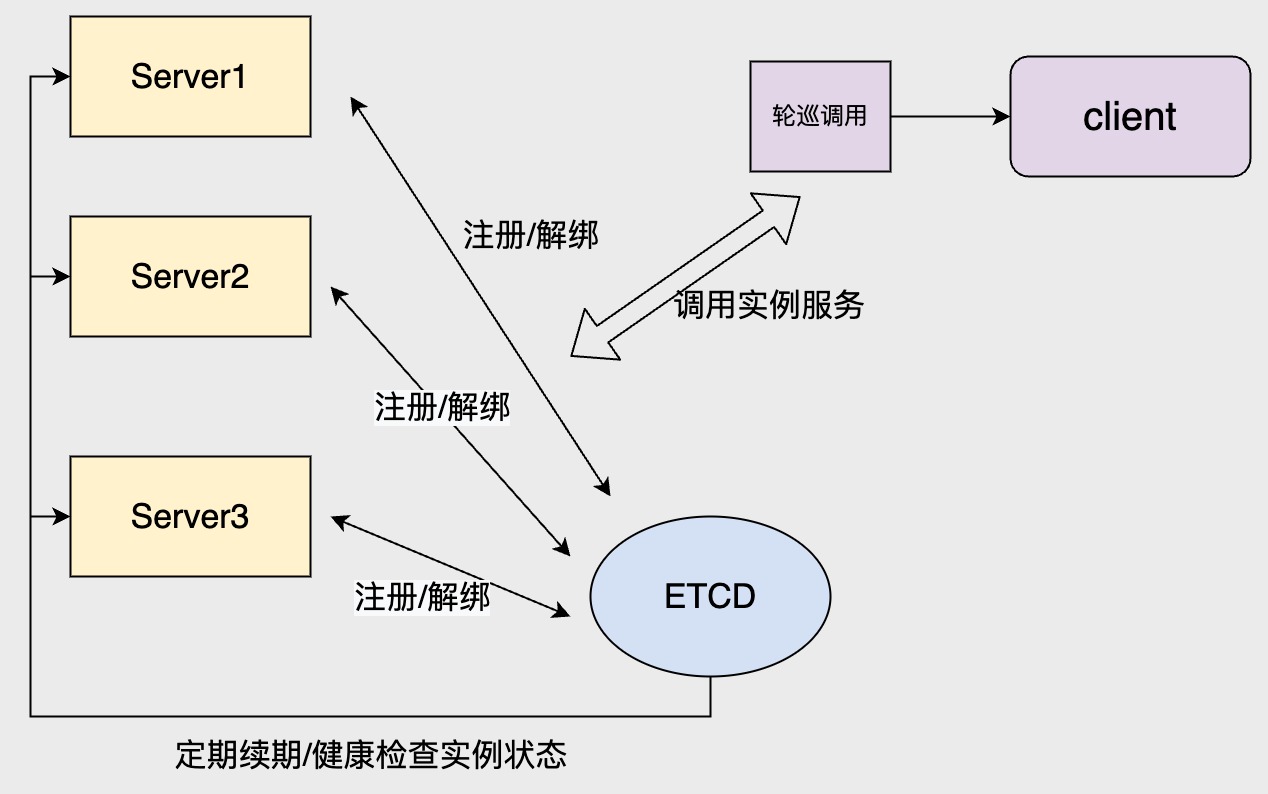 Server1
轮巡调用
client
注册/解绑
Server2
调用实例服务
注册/解绑
Server3
注册/解绑
ETCD
定期续期/健康检查实例状态